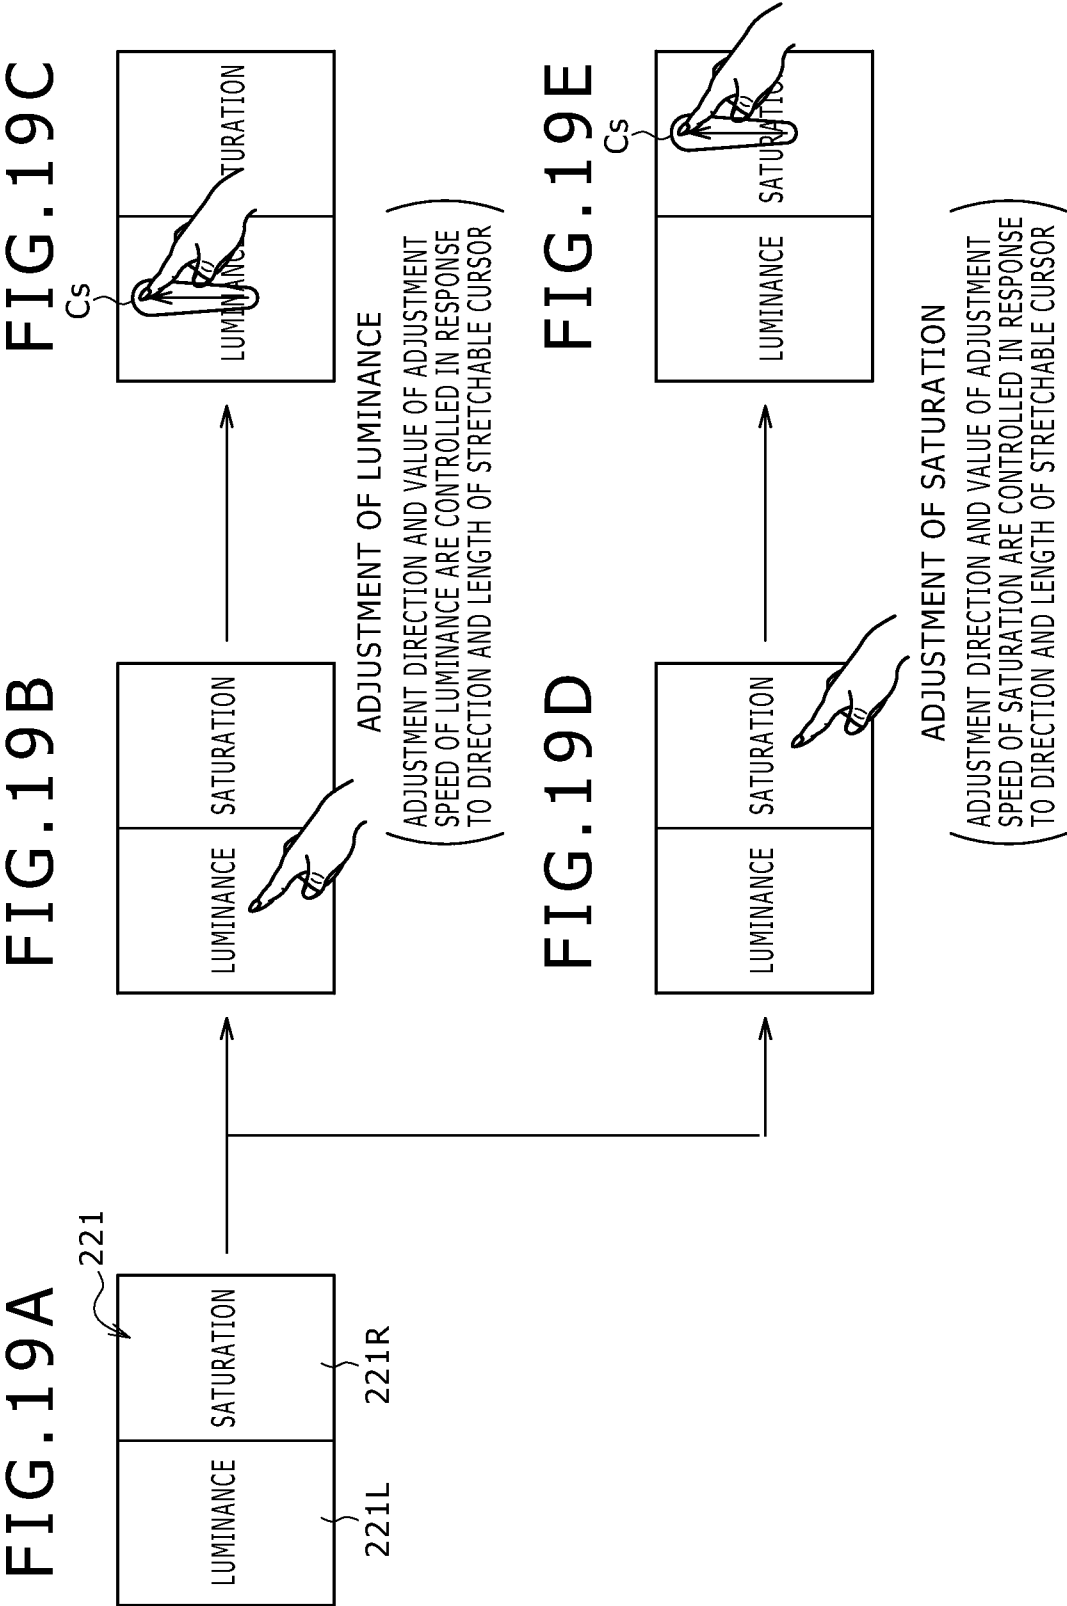 FIG.19A
221
LUMINANCE
SATURATION
221L
221R
FIG.19B
LUMINANCE
SATURATION
FIG.19C
Cs
LUMINANCE
TURATION
ADJUSTMENT OF LUMINANCE
ADJUSTMENT DIRECTION AND VALUE OF ADJUSTMENT
SPEED OF LUMINANCE ARE CONTROLLED IN RESPONSE
TO DIRECTION AND LENGTH OF STRETCHABLE CURSOR
FIG.19D
LUMINANCE
SATURATION
FIG.19E
Cs
LUMINANCE
SATURATIO
ADJUSTMENT OF SATURATION
ADJUSTMENT DIRECTION AND VALUE OF ADJUSTMENT
SPEED OF SATURATION ARE CONTROLLED IN RESPONSE
TO DIRECTION AND LENGTH OF STRETCHABLE CURSOR